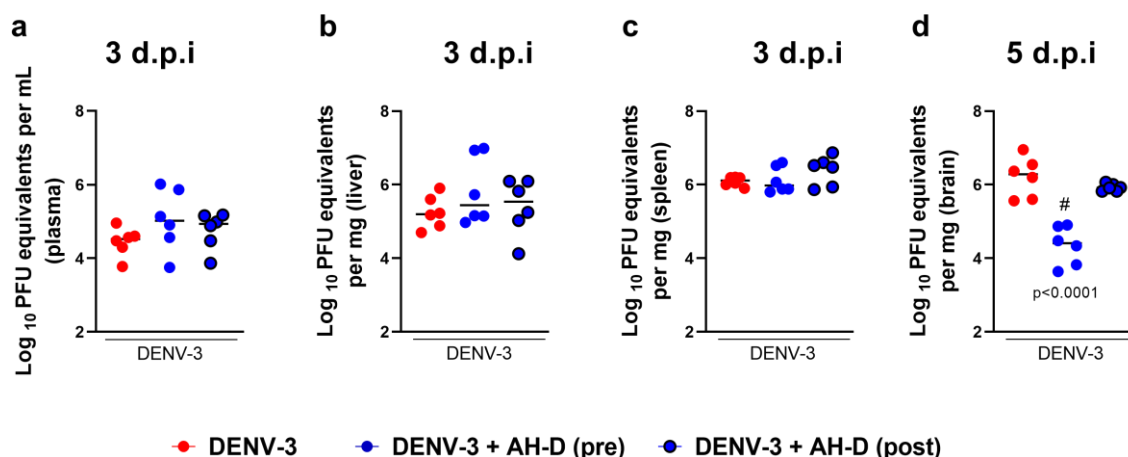 a
3 d.p.i
Log 10 PFU equivalents per mL
(plasma)
8
6
4
2
DENV-3
b
3 d.p.i
Log 10 PFU equivalents
per mg (liver)
8
6
4
2
DENV-3
c
3 d.p.i
Log 10 PFU equivalents
per mg (spleen)
8
6
4
2
DENV-3
d
5 d.p.i
Log 10 PFU equivalents
per mg (brain)
8
6
4
2
#
p<0.0001
DENV-3
DENV-3
DENV-3 + AH-D (pre)
DENV-3 + AH-D (post)